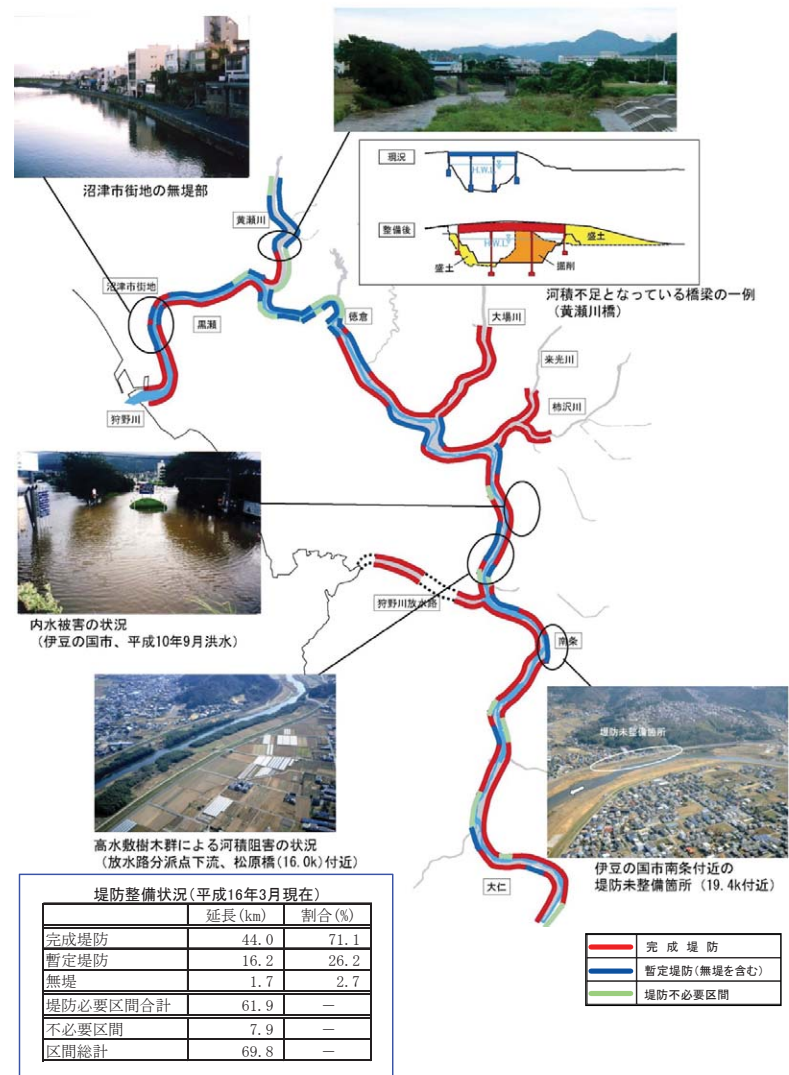 沼津市街地の無堤部
現況
H.W.L
整備後
H.W.L
盛土
盛土
掘削
河積不足となっている橋梁の一例
(黄瀬川橋)
黄瀬川
沼津市街地
黒瀬
徳倉
大場川
来光川
柿沢川
狩野川
内水被害の状況
(伊豆の国市、平成10年9月洪水)
狩野川放水路
南条
堤防未整備箇所
高水敷樹木群による河積阻害の状況
(放水路分派点下流、松原橋(16.0k)付近)
伊豆の国市南条付近の
堤防未整備箇所 (19.4k付近)
大仁
堤防整備状況(平成16年3月現在)
延長(km) 割合(%)
完成堤防 44.0 71.1
暫定堤防 16.2 26.2
無堤 1.7 2.7
堤防必要区間合計 61.9 －
不必要区間 7.9 －
区間総計 69.8 －
完成堤防
暫定堤防(無堤を含む)
堤防不必要区間